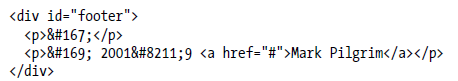 <div id="footer">
<p>&#167;</p>
<p>&#169; 2001&#8211;9 <a href="#">Mark Pilgrim</a></p>
</div>